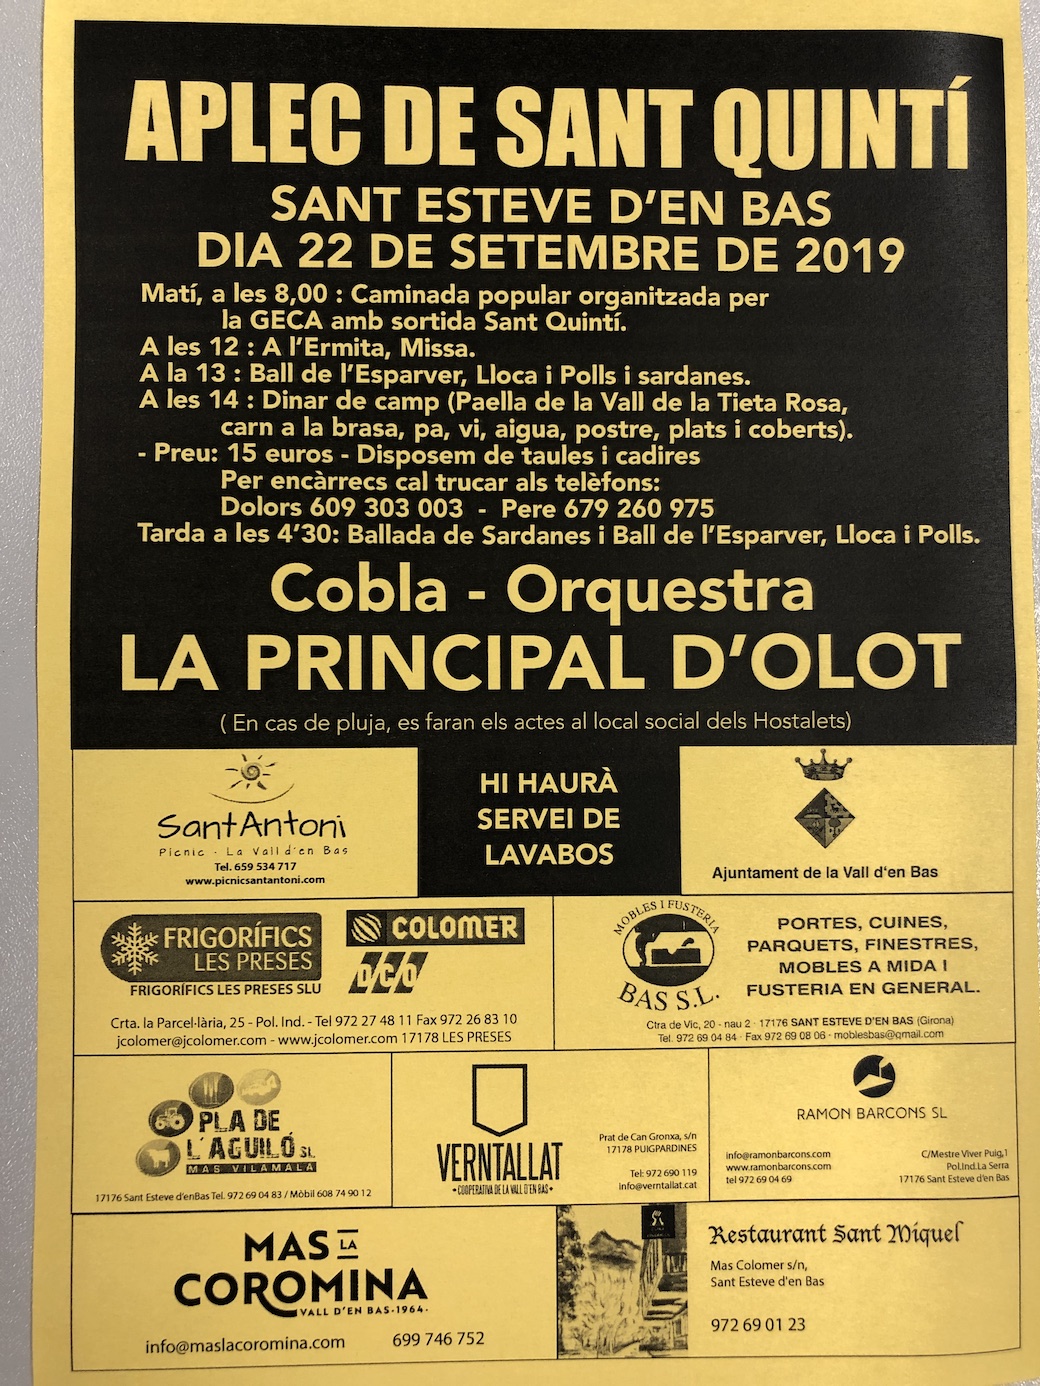 APLEC DE SANT QUINTÍ
SANT ESTEVE D'EN BAS
DIA 22 DE SETEMBRE DE 2019
Matí, a les 8,00 : Caminada popular organitzada per
la GECA amb sortida Sant Quintí.
A les 12 : A l'Ermita, Missa.
A la 13 : Ball de l'Esparver, Lloca i Polls i sardanes.
A les 14 : Dinar de camp (Paella de la Vall de la Tieta Rosa,
carn a la brasa, pa, vi, aigua, postre, plats i coberts).
- Preu: 15 euros - Disposem de taules i cadires
Per encàrrecs cal trucar als telèfons:
Dolors 609 303 003 - Pere 679 260 975
Tarda a les 4'30: Ballada de Sardanes i Ball de l'Esparver, Lloca i Polls.
Cobla - Orquestra
LA PRINCIPAL D'OLOT
( En cas de pluja, es faran els actes al local social dels Hostalets)
SantAntoni
Picnic - La Vall d'en Bas
Tel. 659 534 717
www.picnicsantantoni.com
HI HAURÀ
SERVEI DE
LAVABOS
Ajuntament de la Vall d'en Bas
FRIGORÍFICS
LES PRESES
FRIGORÍFICS LES PRESES SLU
COLOMER
DCO
Crta. la Parcel·lària, 25 - Pol. Ind. - Tel 972 27 48 11 Fax 972 26 83 10
jcolomer@jcolomer.com - www.jcolomer.com 17178 LES PRESES
MOBLES I FUSTERIA
BAS S.L.
PORTES, CUINES,
PARQUETS, FINESTRES,
MOBLES A MIDA I
FUSTERIA EN GENERAL.
Ctra de Vic, 20 - nau 2 · 17176 SANT ESTEVE D'EN BAS (Girona)
Tel. 972 69 04 84 · Fax 972 69 08 06 · moblesbas@gmail.com
PLA DE
L'AGUILÓ SL
MAS VILAMALA
17176 Sant Esteve d'enBas Tel. 972 69 04 83 / Mòbil 608 74 90 12
VERNTALLAT
COOPERATIVA DE LA VALL D'EN BAS
Prat de Can Gronxa, s/n
17178 PUIGPARDINES
Tel: 972 690 119
info@verntallat.cat
RAMON BARCONS SL
info@ramonbarcons.com
www.ramonbarcons.com
tel 972 69 04 69
C/Mestre Viver Puig,1
Pol.Ind.La Serra
17176 Sant Esteve d'en Bas
MAS LA
COROMINA
VALL D'EN BAS·1964·
info@maslacoromina.com 699 746 752
Restaurant Sant Miquel
Mas Colomer s/n,
Sant Esteve d'en Bas
972 69 01 23